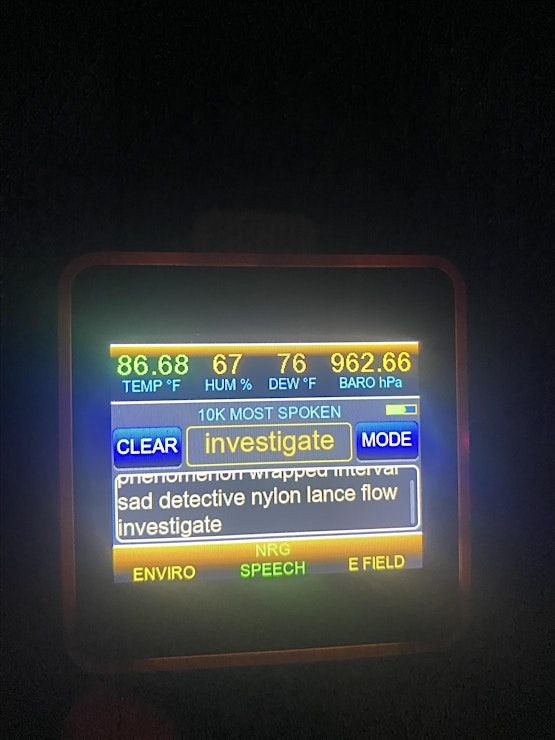 86.68 67 76 962.66
TEMP °F HUM % DEW °F BARO hPa
10K MOST SPOKEN
CLEAR investigate MODE
phenomenon wrapped interval
sad detective nylon lance flow
investigate
NRG
ENVIRO SPEECH E FIELD